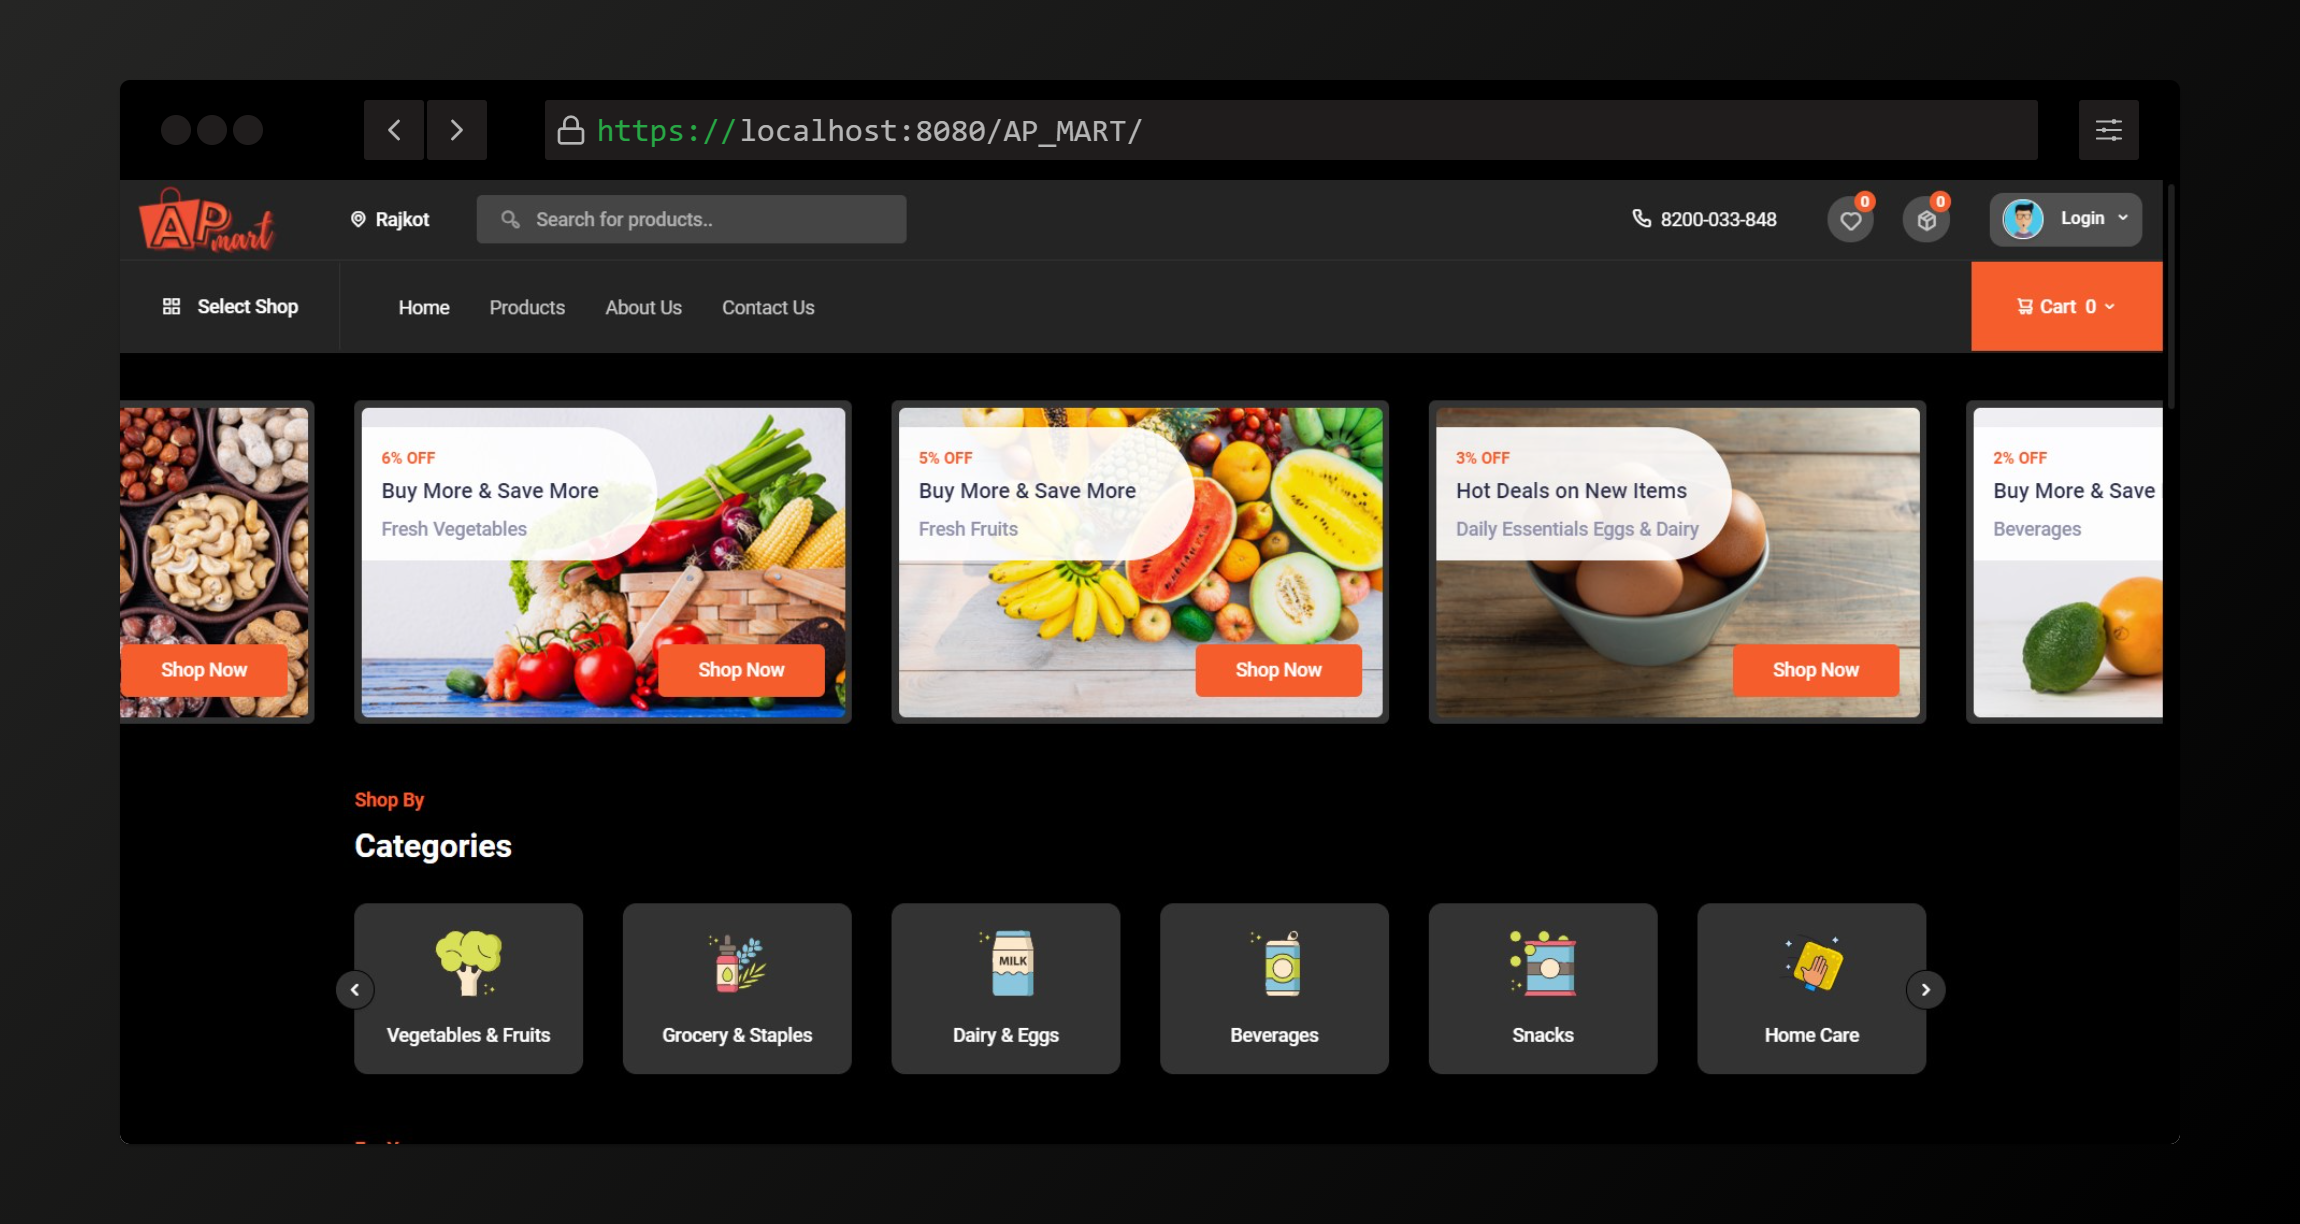 https://localhost:8080/AP_MART/
AP mart
Rajkot
Search for products..
8200-033-848
0
0
Login
Select Shop
Home
Products
About Us
Contact Us
Cart 0
Shop Now
6% OFF
Buy More & Save More
Fresh Vegetables
Shop Now
5% OFF
Buy More & Save More
Fresh Fruits
Shop Now
3% OFF
Hot Deals on New Items
Daily Essentials Eggs & Dairy
Shop Now
2% OFF
Buy More & Save
Beverages
Shop By
Categories
MILK
Vegetables & Fruits
Grocery & Staples
Dairy & Eggs
Beverages
Snacks
Home Care